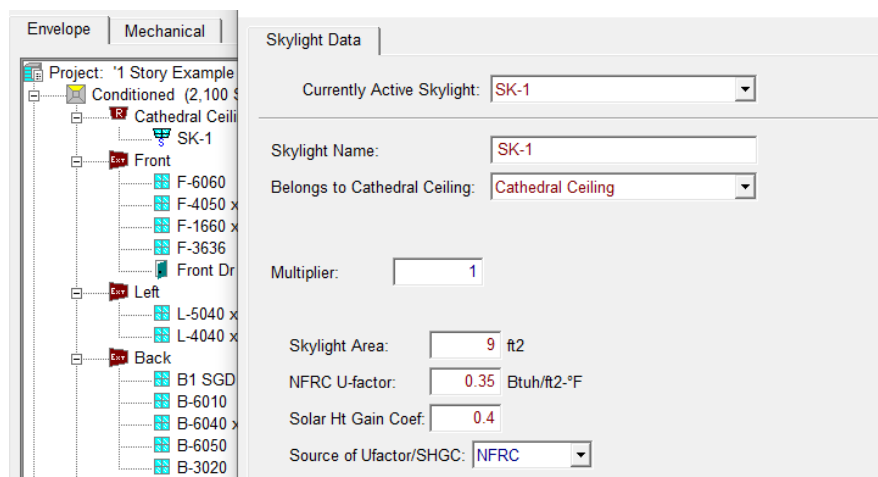 Envelope
Mechanical
Project: '1 Story Example
Conditioned (2,100
Cathedral Ceili
SK-1
Front
F-6060
F-4050 x
F-1660 x
F-3636
Front Dr
Left
L-5040 x
L-4040 x
Back
B1 SGD
B-6010
B-6040 x
B-6050
B-3020
Skylight Data
Currently Active Skylight: SK-1
Skylight Name: SK-1
Belongs to Cathedral Ceiling: Cathedral Ceiling
Multiplier: 1
Skylight Area: 9 ft2
NFRC U-factor: 0.35 Btuh/ft2-°F
Solar Ht Gain Coef: 0.4
Source of Ufactor/SHGC: NFRC